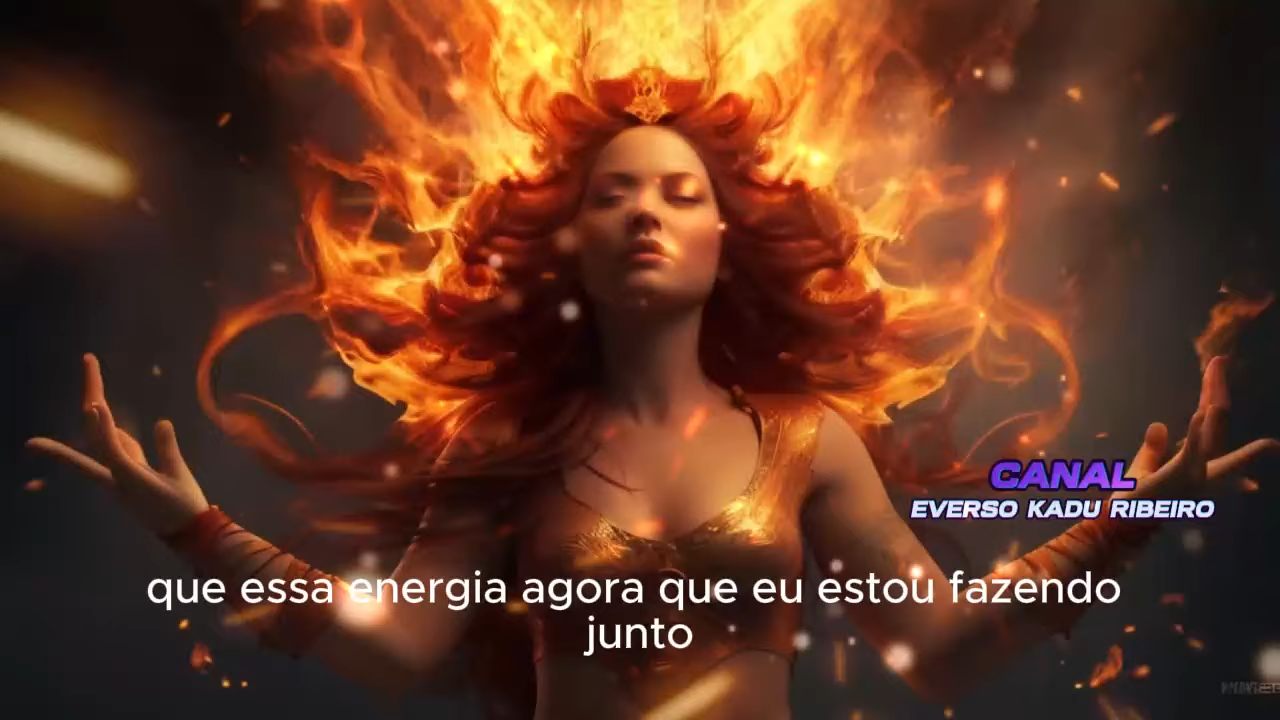 CANAL
EVERSO KADU RIBEIRO
que essa energia agora que eu estou fazendo
junto